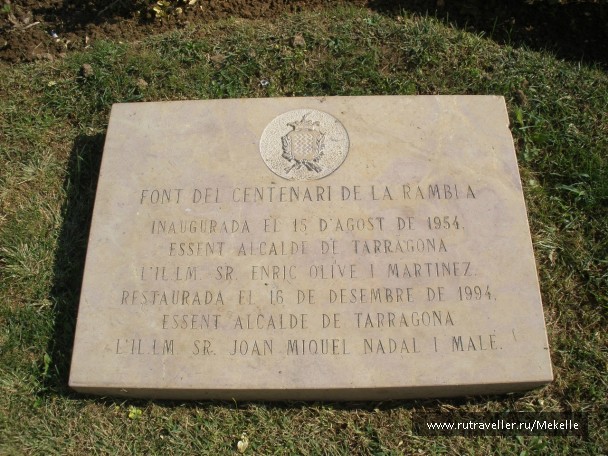 FONT DEL CENTENARI DE LA RAMBLA
INAUGURADA EL 15 D'AGOST DE 1954,
ESSENT ALCALDE DE TARRAGONA
L'IL.LM. SR. ENRIC OLIVÉ I MARTINEZ.
RESTAURADA EL 16 DE DESEMBRE DE 1994,
ESSENT ALCALDE DE TARRAGONA
L'IL.LM. SR. JOAN MIQUEL NADAL I MALÉ.
www.rutraveller.ru/Mekelle